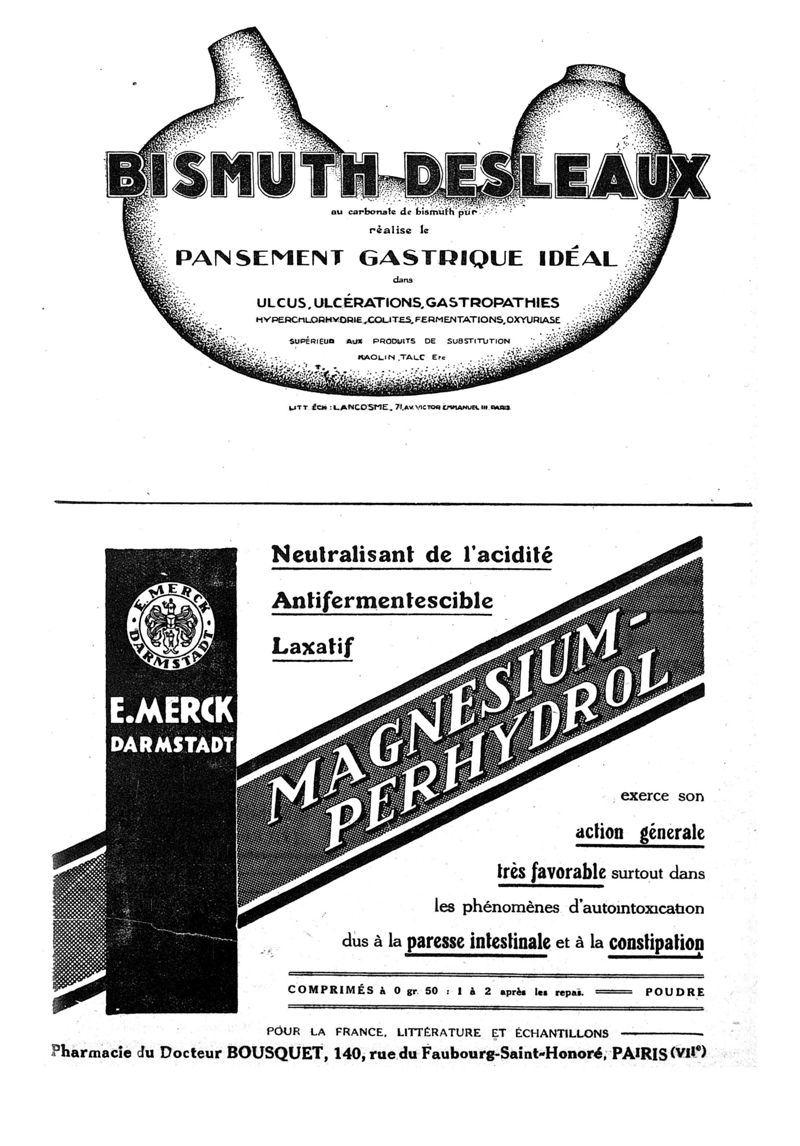 BISMUTH DESLEAUX
au carbonate de bismuth pur
réalise le
PANSEMENT GASTRIQUE IDÉAL
dans
ULCUS, ULCÉRATIONS, GASTROPATHIES
HYPERCHLORHYDRIE, COLITES, FERMENTATIONS, OXYURIASE
SUPÉRIEUR AUX PRODUITS DE SUBSTITUTION
KAOLIN, TALC Etc
LITT. ÉCH : LANCOSME, 71, AV. VICTOR EMMANUEL III. PARIS
Neutralisant de l'acidité
Antifermentescible
Laxatif
E. MERCK
DARMSTADT
E. MERCK
DARMSTADT
MAGNESIUM-
PERHYDROL
exerce son
action génerale
très favorable surtout dans
les phénomènes d'autointoxication
dus à la paresse intestinale et à la constipation
COMPRIMÉS à 0 gr. 50 : 1 à 2 après les repas. POUDRE
POUR LA FRANCE, LITTÉRATURE ET ÉCHANTILLONS
Pharmacie du Docteur BOUSQUET, 140, rue du Faubourg-Saint-Honoré, PAIRIS (VIIIe)